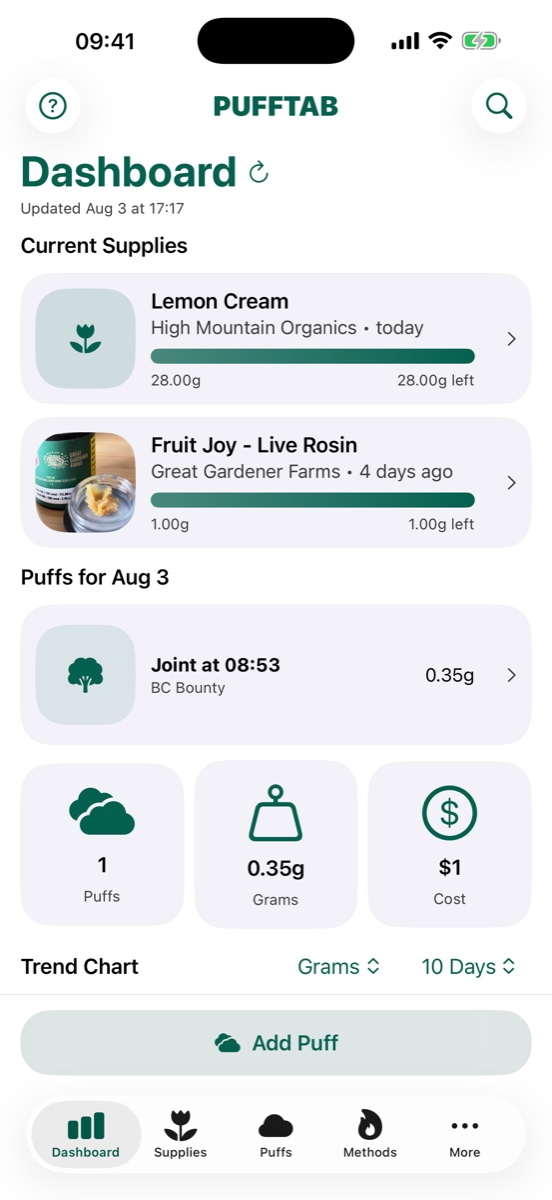 09:41
PUFFTAB
Dashboard
Updated Aug 3 at 17:17
Current Supplies
Lemon Cream
High Mountain Organics • today
28.00g 28.00g left
Fruit Joy - Live Rosin
Great Gardener Farms • 4 days ago
GREAT
GARDENER
FARMS
1.00g 1.00g left
Puffs for Aug 3
Joint at 08:53
BC Bounty
0.35g
1
Puffs
0.35g
Grams
$1
Cost
Trend Chart Grams 10 Days
Add Puff
Dashboard Supplies Puffs Methods More